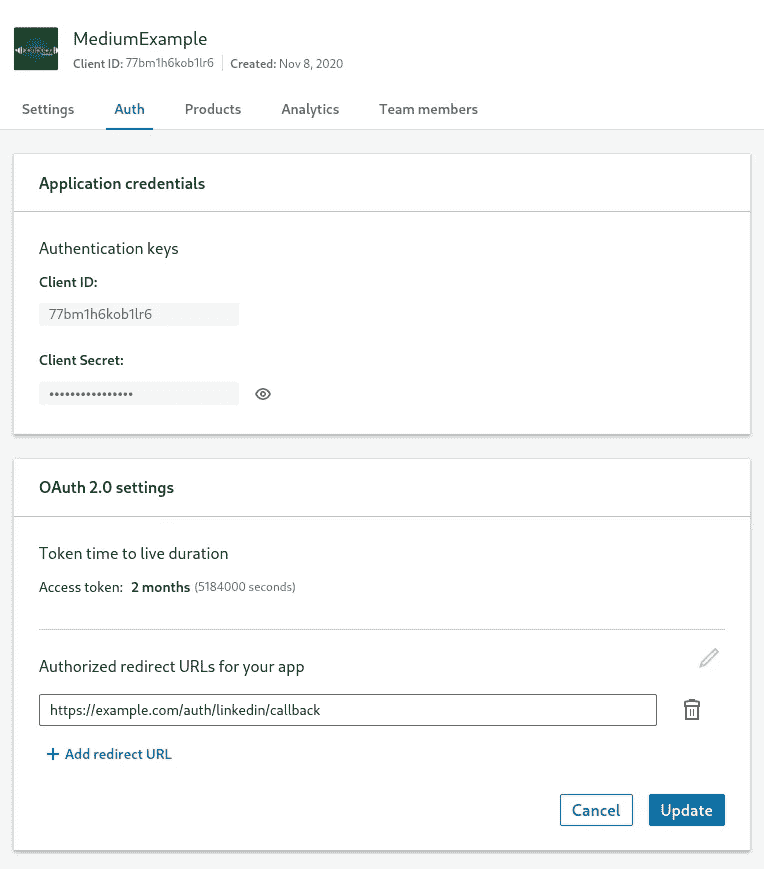 MediumExample
Client ID: 77bm1h6kob1lr6 Created: Nov 8, 2020
Settings Auth Products Analytics Team members
Application credentials
Authentication keys
Client ID:
77bm1h6kob1lr6
Client Secret:
••••••••••••••••
OAuth 2.0 settings
Token time to live duration
Access token: 2 months (5184000 seconds)
Authorized redirect URLs for your app
https://example.com/auth/linkedin/callback
+ Add redirect URL
Cancel Update